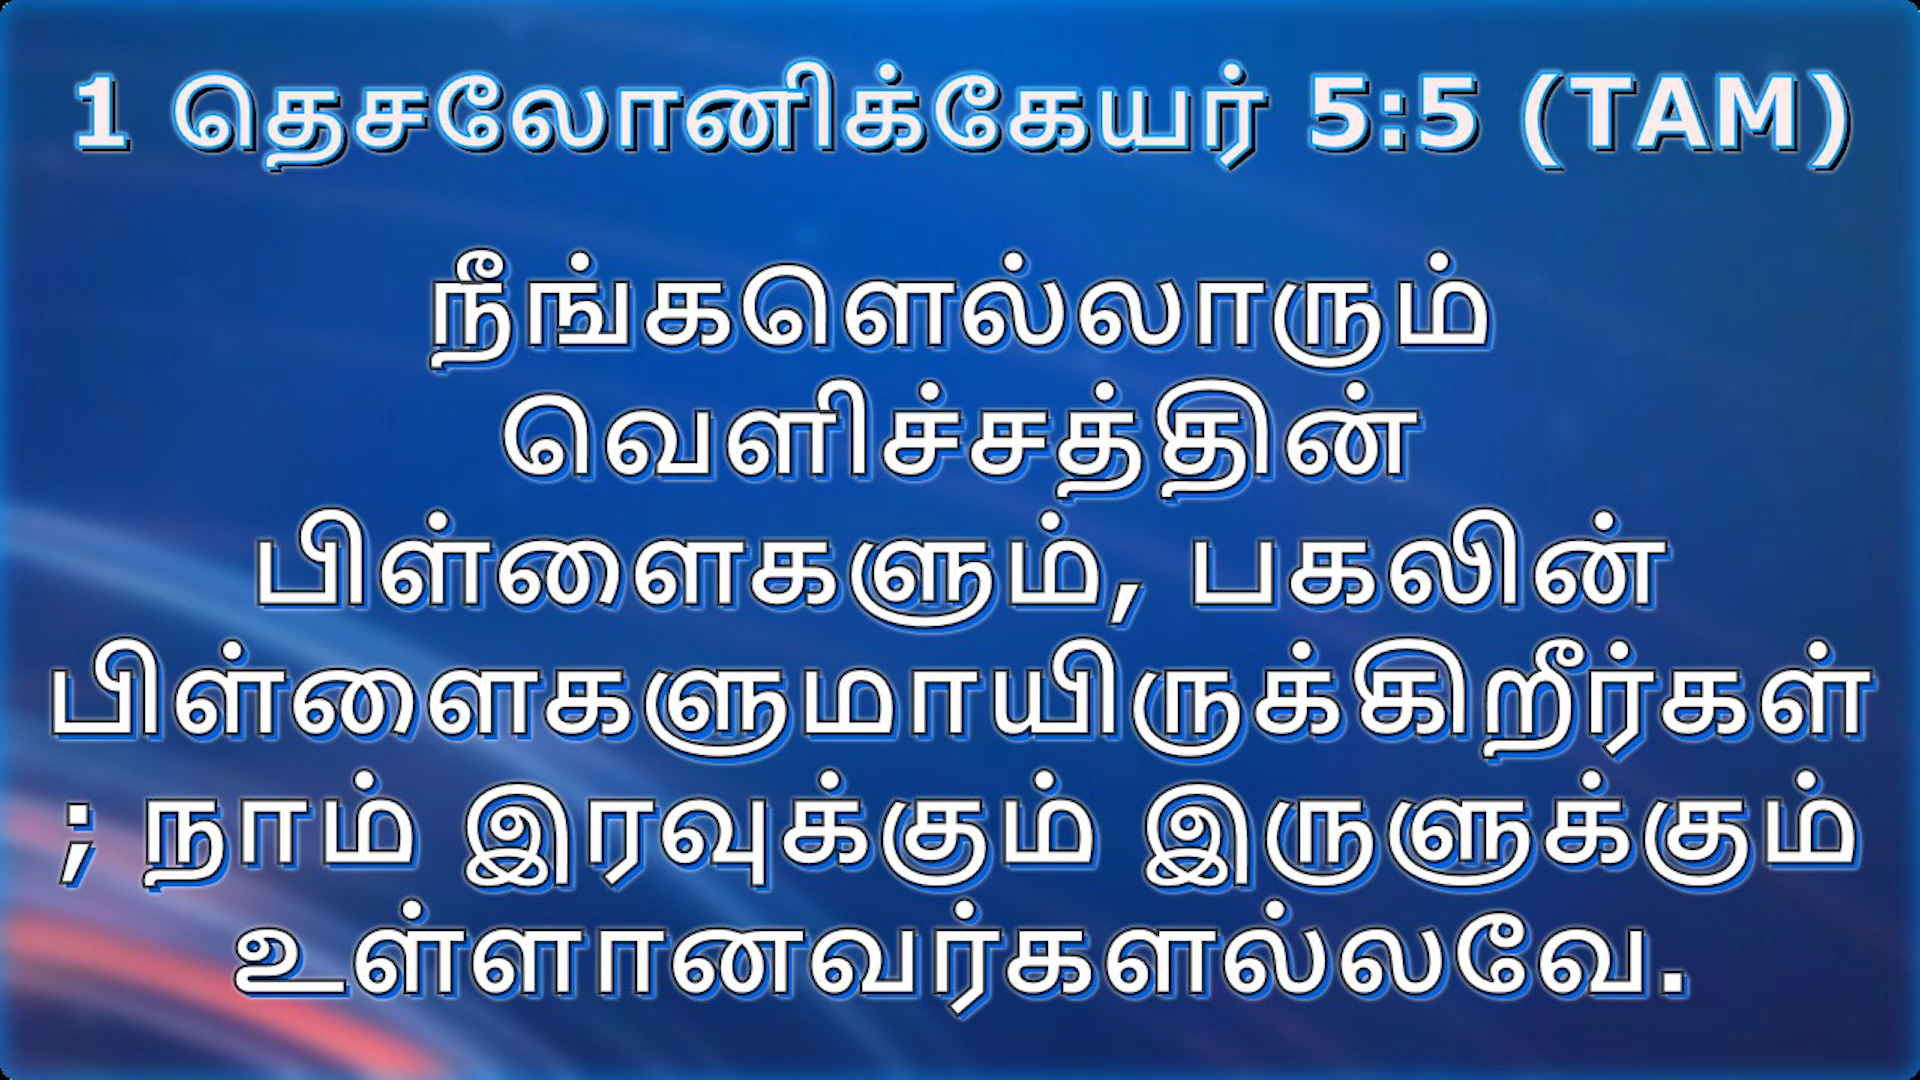 1 தெசலோனிக்கேயர் 5:5 (TAM)
நீங்களெல்லாரும்
வெளிச்சத்தின்
பிள்ளைகளும், பகலின்
பிள்ளைகளுமாயிருக்கிறீர்கள்
; நாம் இரவுக்கும் இருளுக்கும்
உள்ளானவர்களல்லவே.